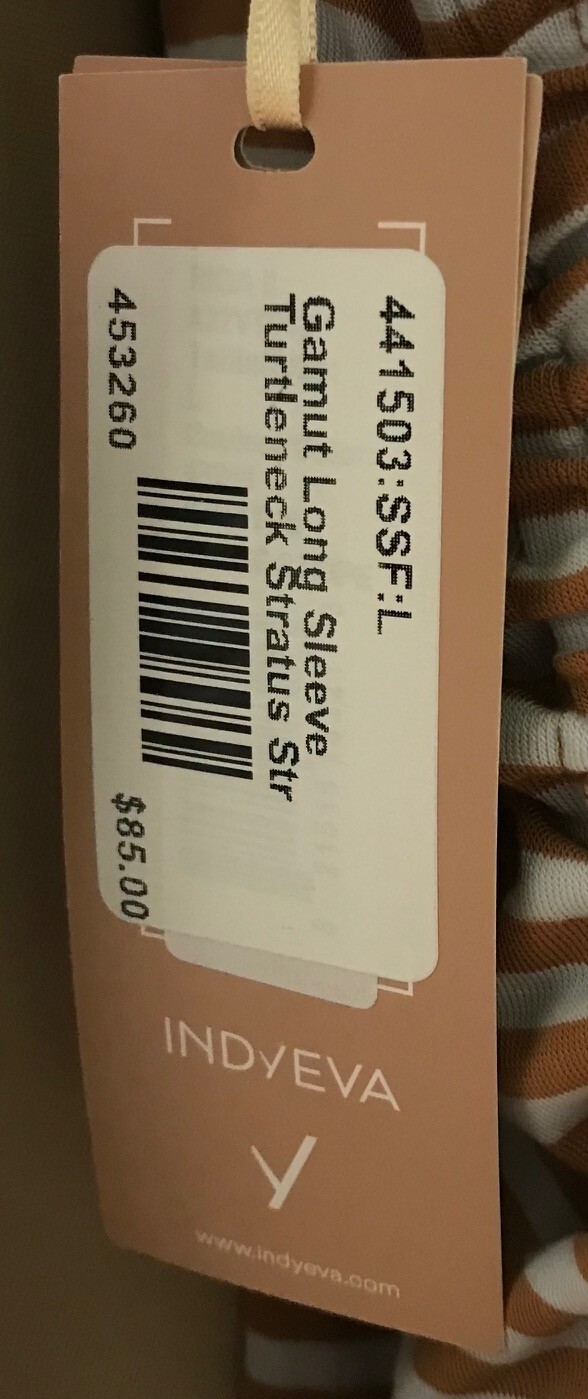 441503:SSF:L
Gamut Long Sleeve
Turtleneck Stratus Str
453260
$85.00
INDYEVA
Y
www.indyeva.com